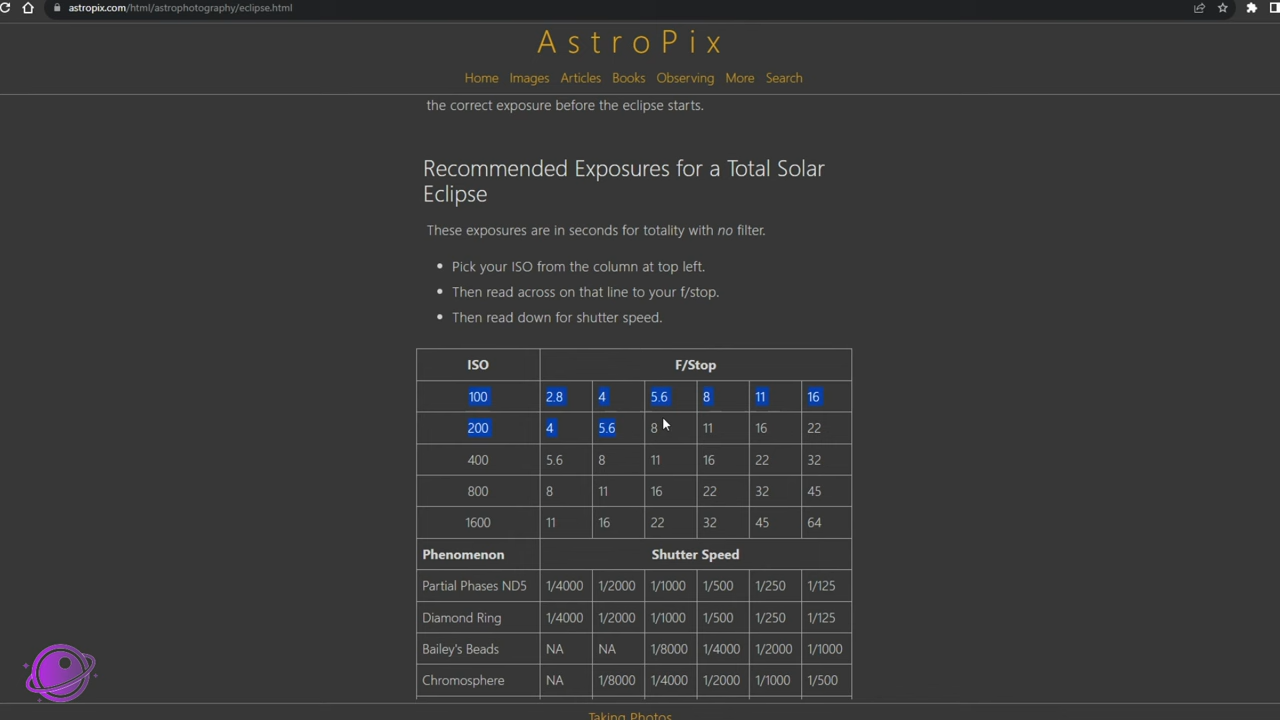 astropix.com/html/astrophotography/eclipse.html
AstroPix
Home Images Articles Books Observing More Search
the correct exposure before the eclipse starts.
Recommended Exposures for a Total Solar
Eclipse
These exposures are in seconds for totality with no filter.
• Pick your ISO from the column at top left.
• Then read across on that line to your f/stop.
• Then read down for shutter speed.
ISO F/Stop
100 2.8 4 5.6 8 11 16
200 4 5.6 8 11 16 22
400 5.6 8 11 16 22 32
800 8 11 16 22 32 45
1600 11 16 22 32 45 64
Phenomenon Shutter Speed
Partial Phases ND5 1/4000 1/2000 1/1000 1/500 1/250 1/125
Diamond Ring 1/4000 1/2000 1/1000 1/500 1/250 1/125
Bailey's Beads NA NA 1/8000 1/4000 1/2000 1/1000
Chromosphere NA 1/8000 1/4000 1/2000 1/1000 1/500
Taking Photos